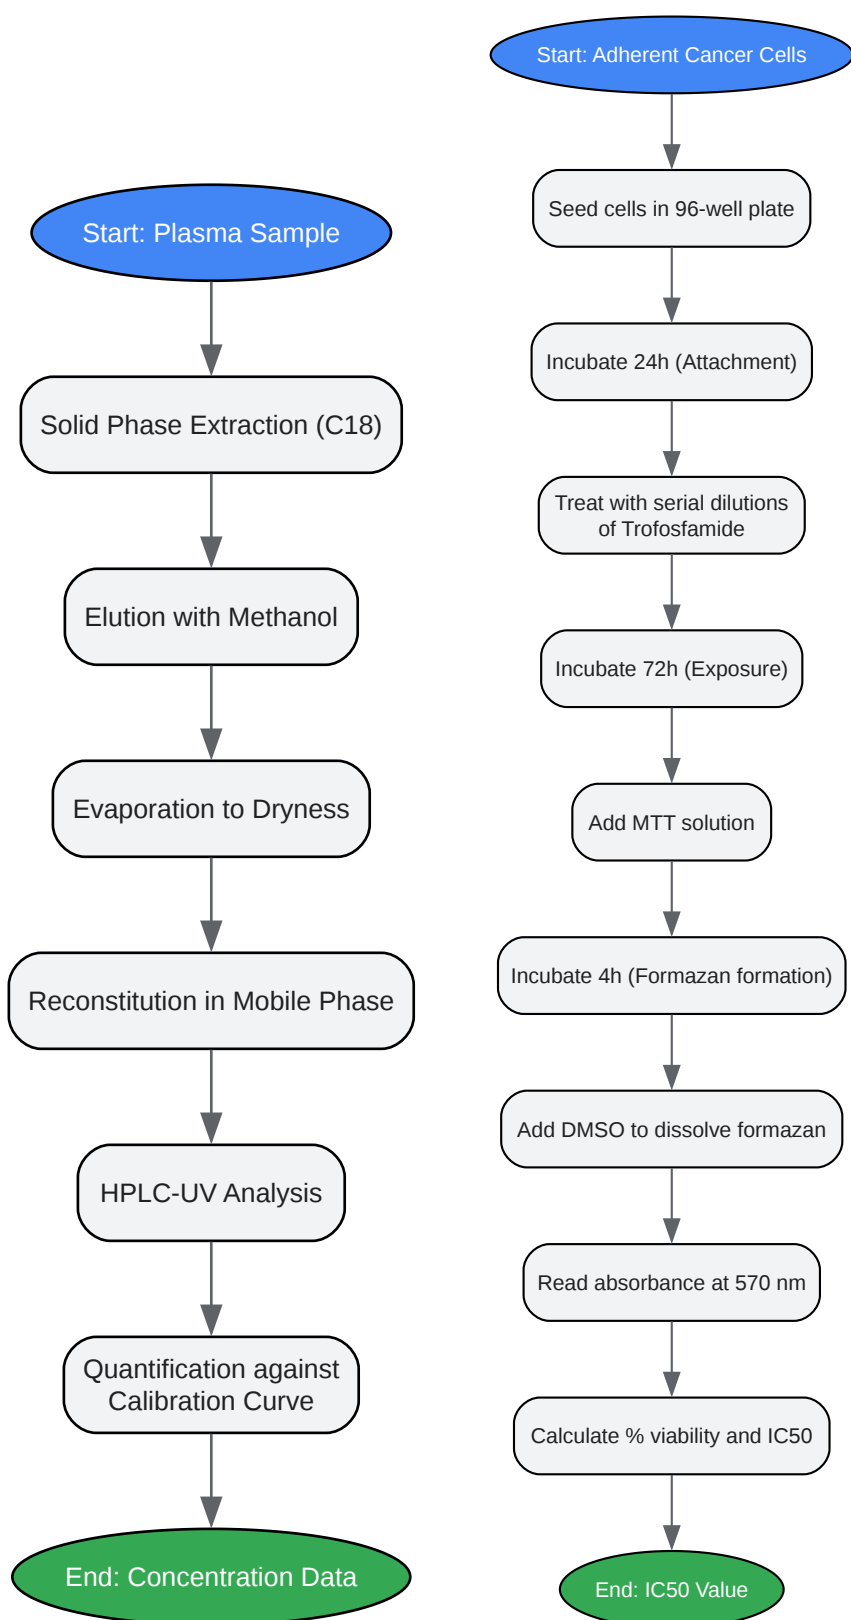 Start: Plasma Sample
Solid Phase Extraction (C18)
Elution with Methanol
Evaporation to Dryness
Reconstitution in Mobile Phase
HPLC-UV Analysis
Quantification against
Calibration Curve
End: Concentration Data
Start: Adherent Cancer Cells
Seed cells in 96-well plate
Incubate 24h (Attachment)
Treat with serial dilutions
of Trofosfamide
Incubate 72h (Exposure)
Add MTT solution
Incubate 4h (Formazan formation)
Add DMSO to dissolve formazan
Read absorbance at 570 nm
Calculate % viability and IC50
End: IC50 Value